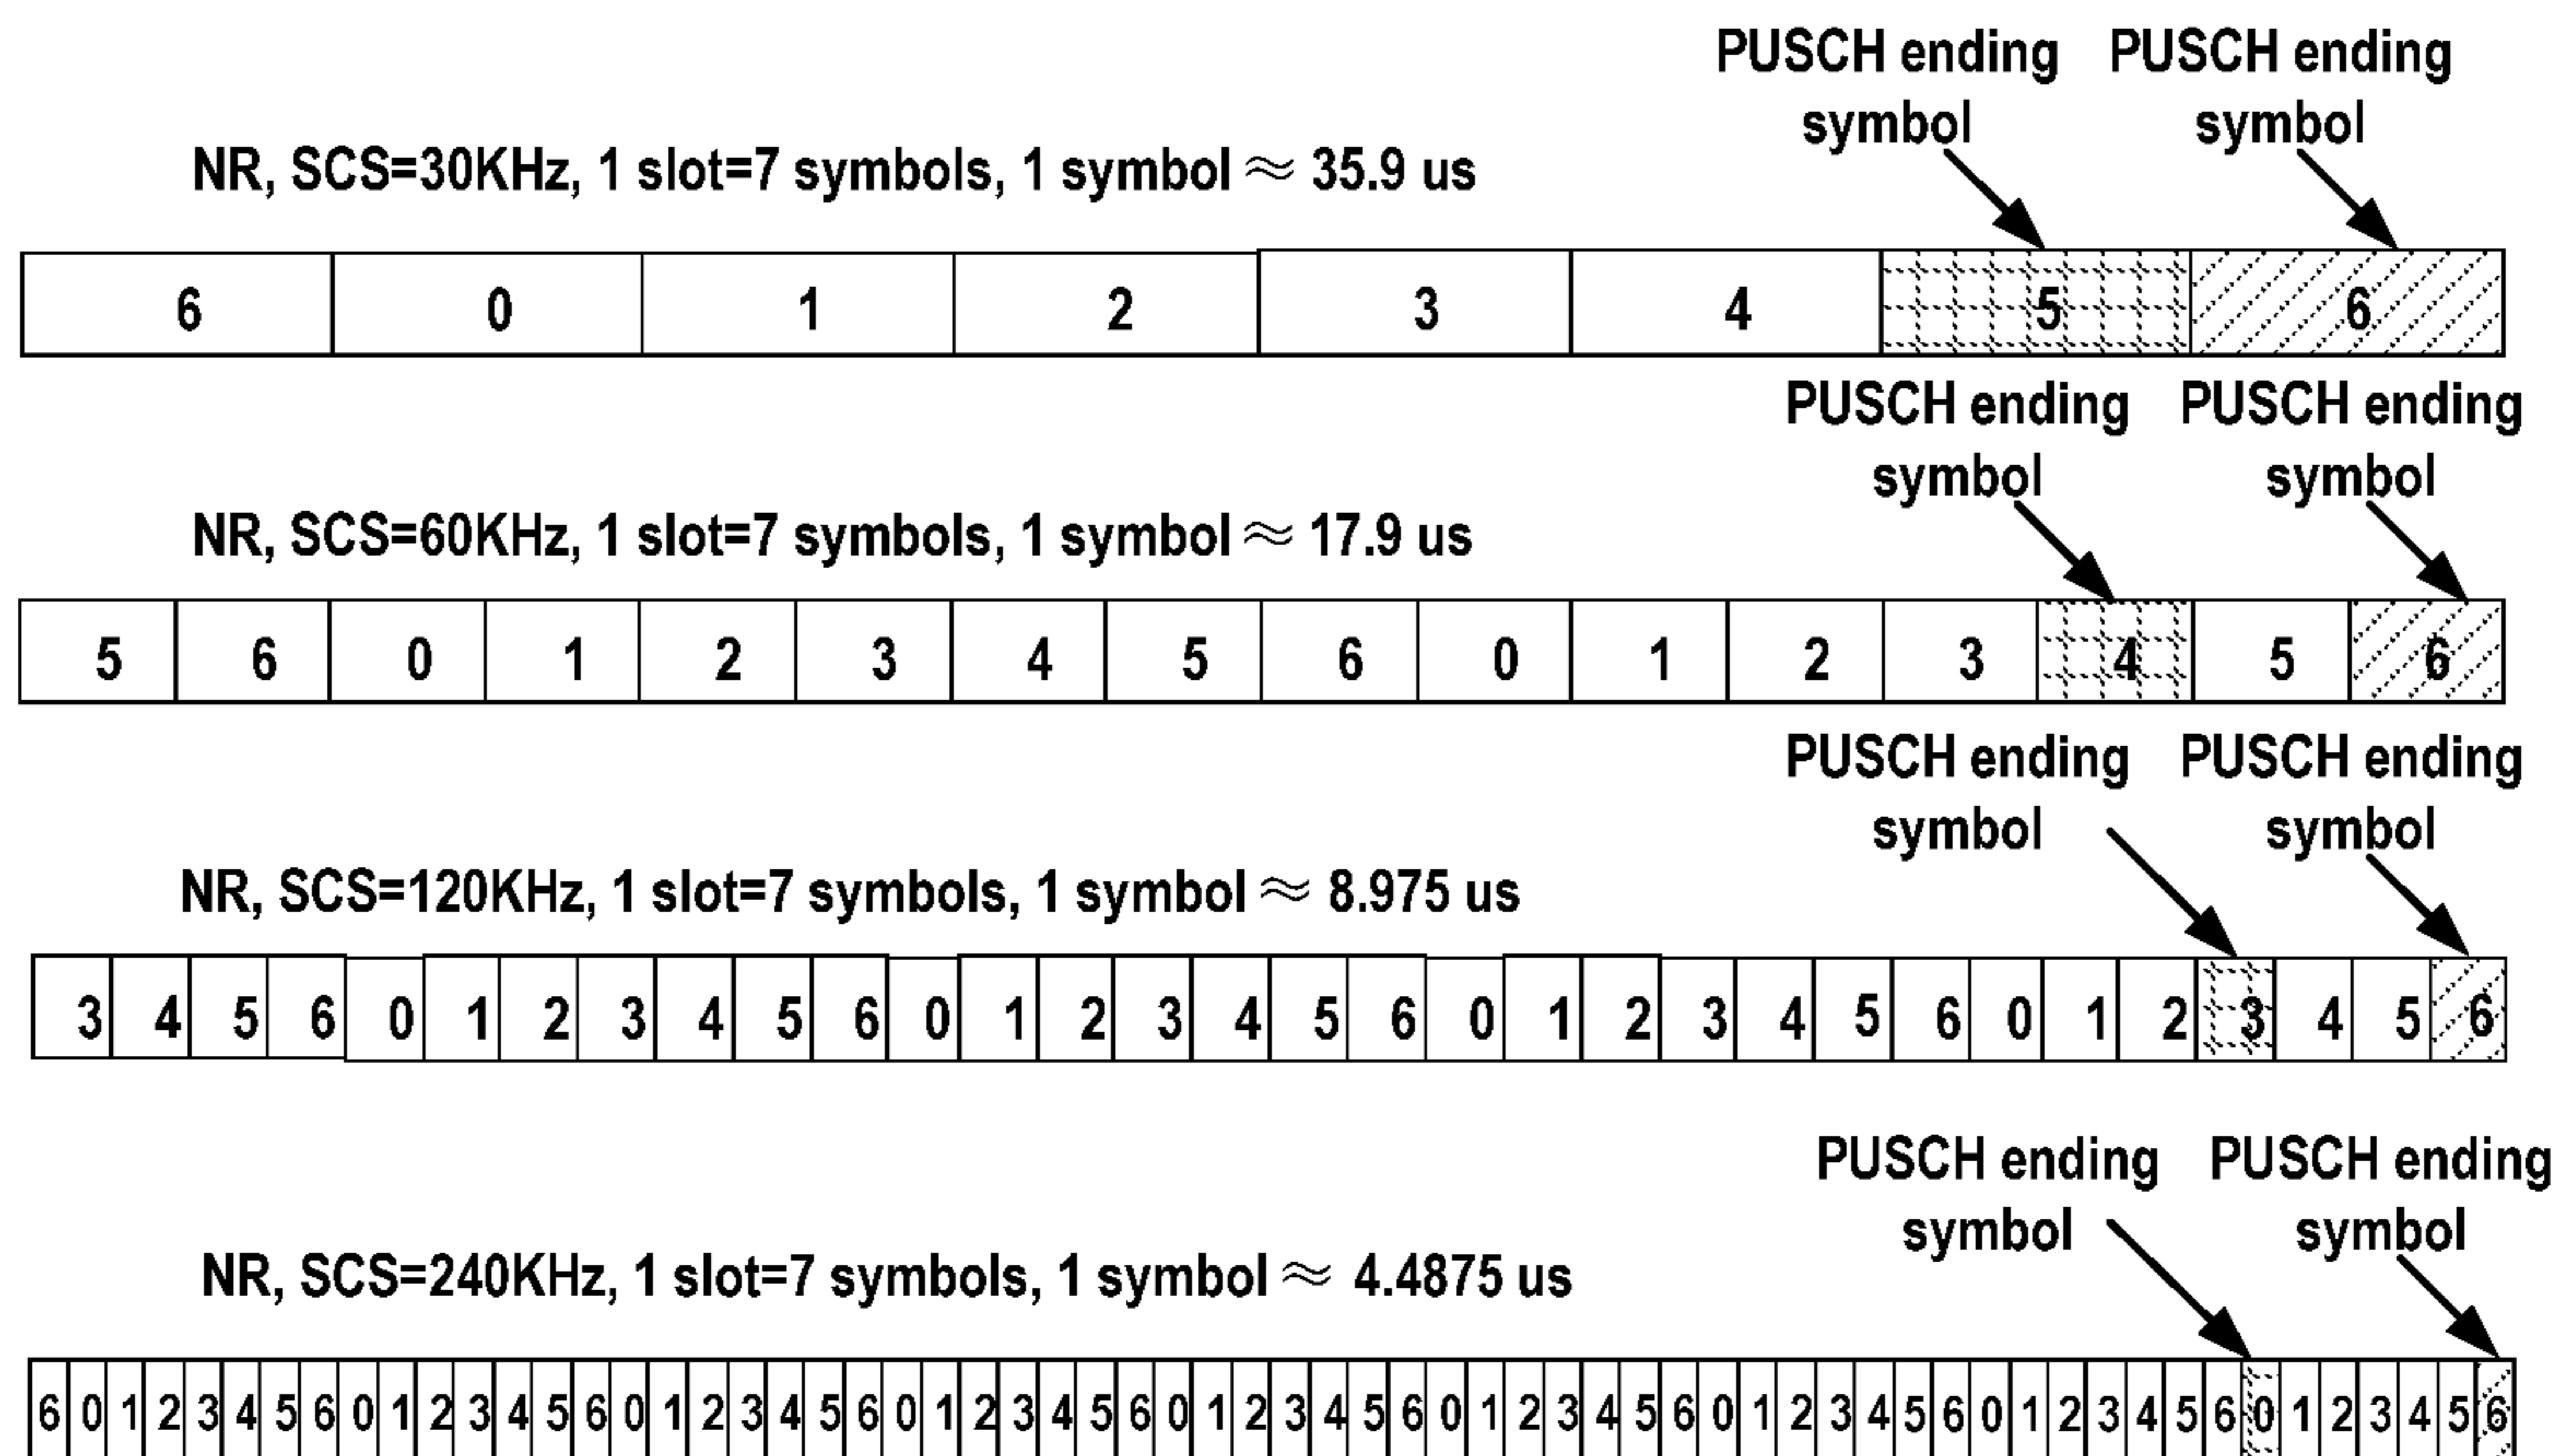 PUSCH ending PUSCH ending
symbol symbol
NR, SCS=30KHz, 1 slot=7 symbols, 1 symbol ≈ 35.9 us
6 0 1 2 3 4 5 6
PUSCH ending PUSCH ending
symbol symbol
NR, SCS=60KHz, 1 slot=7 symbols, 1 symbol ≈ 17.9 us
5 6 0 1 2 3 4 5 6 0 1 2 3 4 5 6
PUSCH ending PUSCH ending
symbol symbol
NR, SCS=120KHz, 1 slot=7 symbols, 1 symbol ≈ 8.975 us
3 4 5 6 0 1 2 3 4 5 6 0 1 2 3 4 5 6 0 1 2 3 4 5 6 0 1 2 3 4 5 6
PUSCH ending PUSCH ending
symbol symbol
NR, SCS=240KHz, 1 slot=7 symbols, 1 symbol ≈ 4.4875 us
6 0 1 2 3 4 5 6 0 1 2 3 4 5 6 0 1 2 3 4 5 6 0 1 2 3 4 5 6 0 1 2 3 4 5 6 0 1 2 3 4 5 6 0 1 2 3 4 5 6 0 1 2 3 4 5 6 0 1 2 3 4 5 6